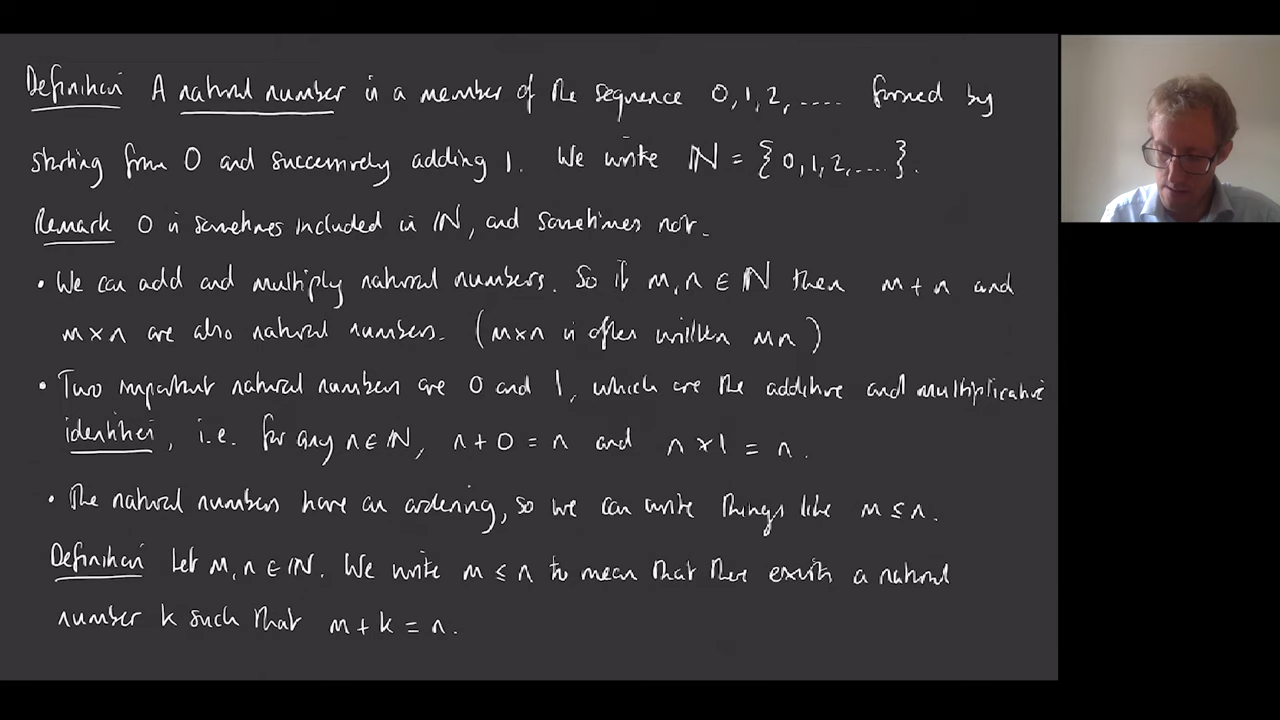 Definition A natural number is a member of the sequence 0, 1, 2, .... formed by
starting from 0 and successively adding 1. We write ℕ = {0, 1, 2, ....}.
Remark 0 is sometimes included in ℕ, and sometimes not.
• We can add and multiply natural numbers. So if m, n ∈ ℕ then m + n and
m × n are also natural numbers. (m×n is often written mn)
• Two important natural numbers are 0 and 1, which are the additive and multiplicative
identities, i.e. for any n ∈ ℕ, n + 0 = n and n × 1 = n.
• The natural numbers have an ordering, so we can write things like m ≤ n.
Definition Let m, n ∈ ℕ. We write m ≤ n to mean that there exists a natural
number k such that m + k = n.